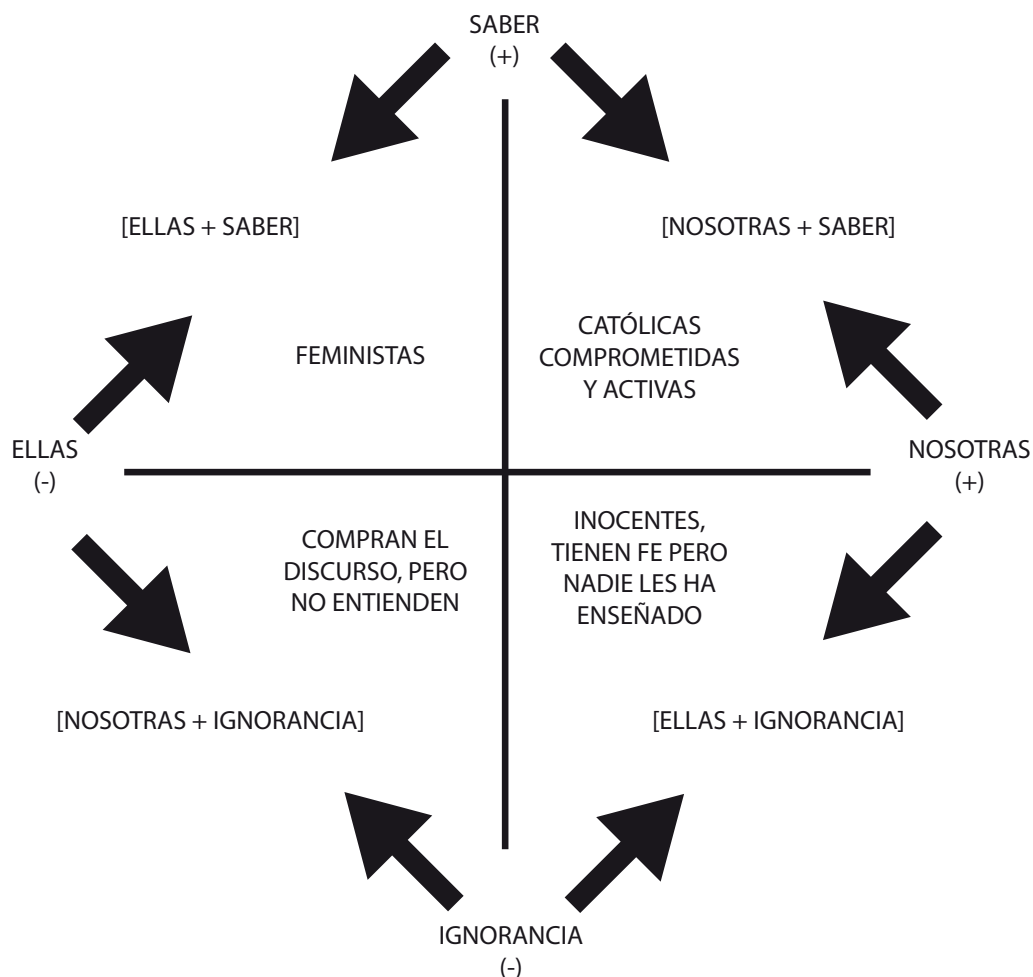 SABER
(+)
[ELLAS + SABER]
[NOSOTRAS + SABER]
FEMINISTAS
CATÓLICAS
COMPROMETIDAS
Y ACTIVAS
ELLAS
(-)
NOSOTRAS
(+)
COMPRAN EL
DISCURSO, PERO
NO ENTIENDEN
INOCENTES,
TIENEN FE PERO
NADIE LES HA
ENSEÑADO
[NOSOTRAS + IGNORANCIA]
[ELLAS + IGNORANCIA]
IGNORANCIA
(-)